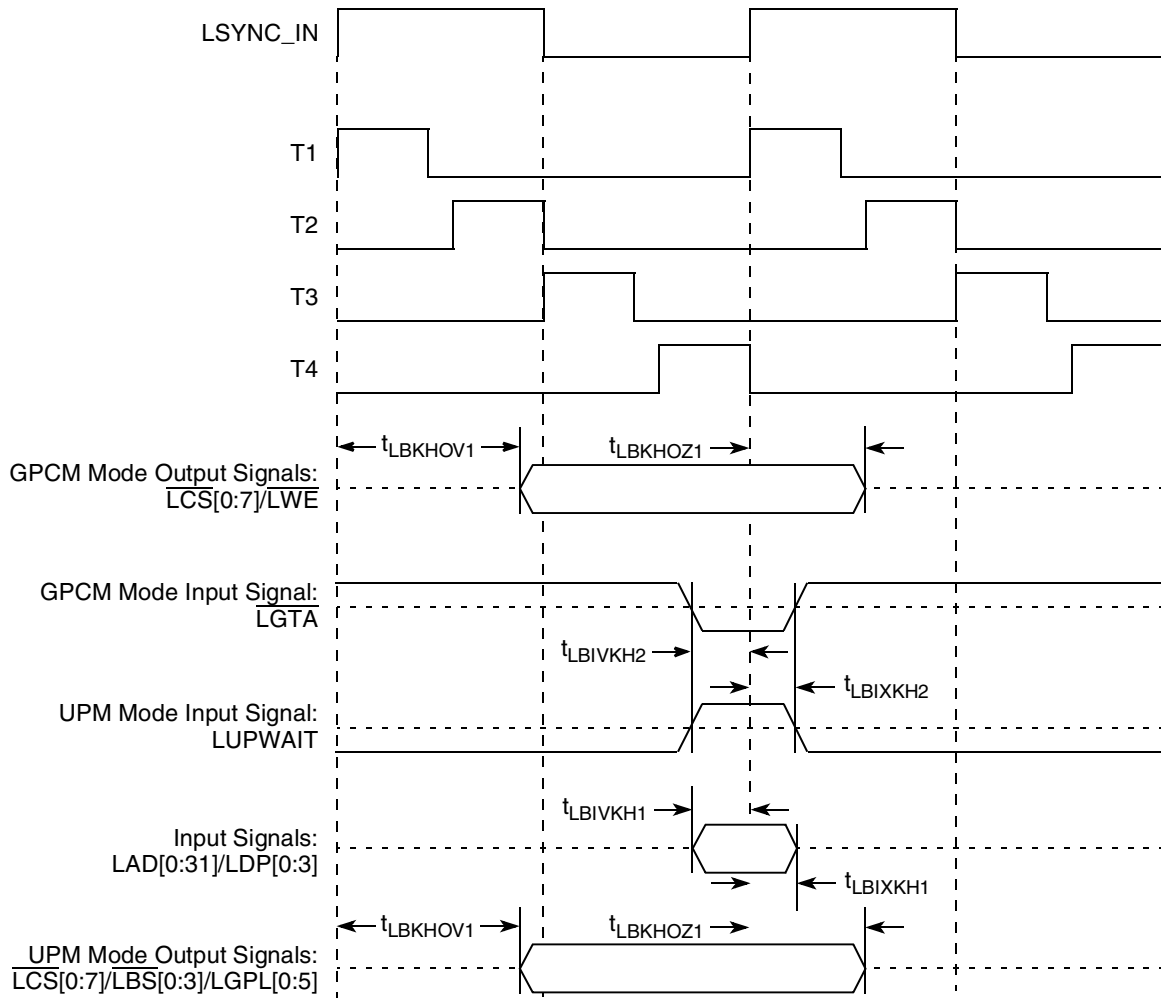 LSYNC_IN
T1
T2
T3
T4
tLBKHOV1
tLBKHOZ1
GPCM Mode Output Signals:
LCS[0:7]/LWE
GPCM Mode Input Signal:
LGTA
tLBIVKH2
tLBIXKH2
UPM Mode Input Signal:
LUPWAIT
tLBIVKH1
Input Signals:
LAD[0:31]/LDP[0:3]
tLBIXKH1
tLBKHOV1
tLBKHOZ1
UPM Mode Output Signals:
LCS[0:7]/LBS[0:3]/LGPL[0:5]